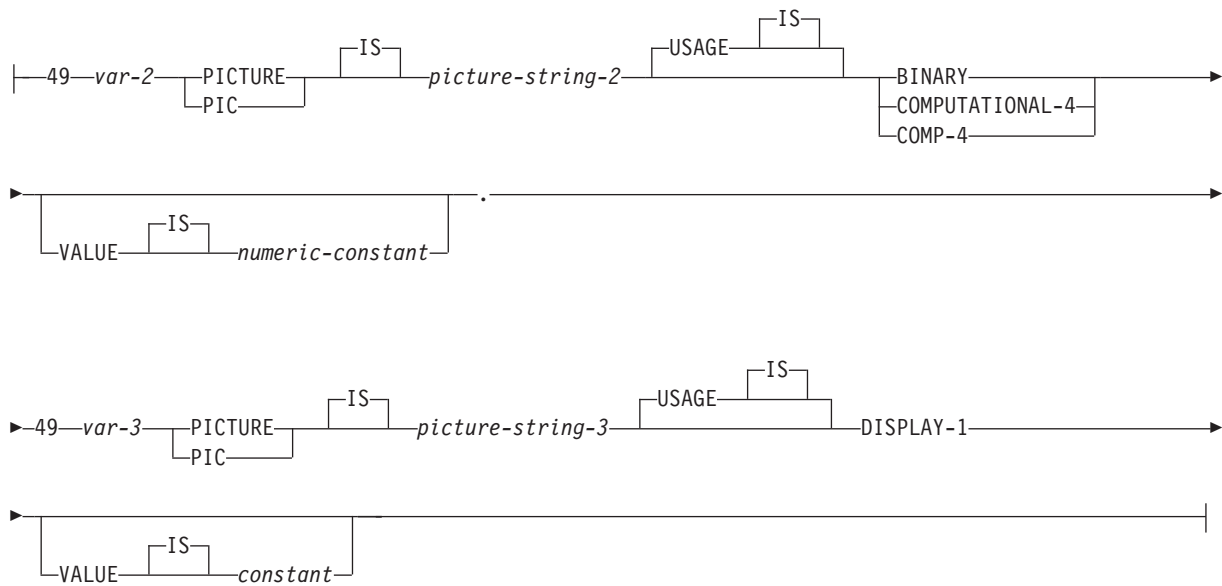 IS
IS USAGE
49 var-2 PICTURE picture-string-2 BINARY
PIC COMPUTATIONAL-4
COMP-4
.
IS
VALUE numeric-constant
IS
IS USAGE
49 var-3 PICTURE picture-string-3 DISPLAY-1
PIC
IS
VALUE constant